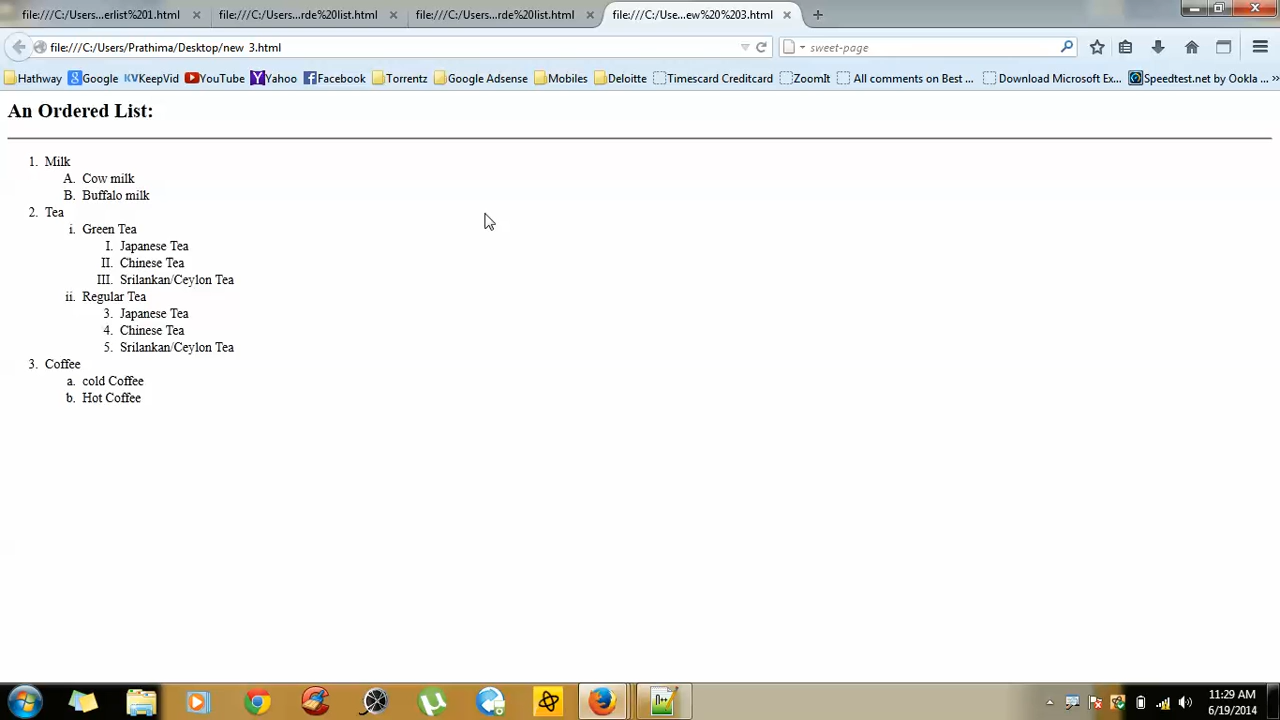 file:///C:/Users...erlist%201.html
file:///C:/Users...rde%20list.html
file:///C:/Users...rde%20list.html
file:///C:/Use...ew%20%203.html
file:///C:/Users/Prathima/Desktop/new 3.html
sweet-page
Hathway
Google
KVKeepVid
YouTube
Yahoo
Facebook
Torrentz
Google Adsense
Mobiles
Deloitte
Timescard Creditcard
ZoomIt
All comments on Best ...
Download Microsoft Ex...
Speedtest.net by Ookla ...
An Ordered List:
1. Milk
A. Cow milk
B. Buffalo milk
2. Tea
i. Green Tea
I. Japanese Tea
II. Chinese Tea
III. Srilankan/Ceylon Tea
ii. Regular Tea
3. Japanese Tea
4. Chinese Tea
5. Srilankan/Ceylon Tea
3. Coffee
a. cold Coffee
b. Hot Coffee
11:29 AM
6/19/2014